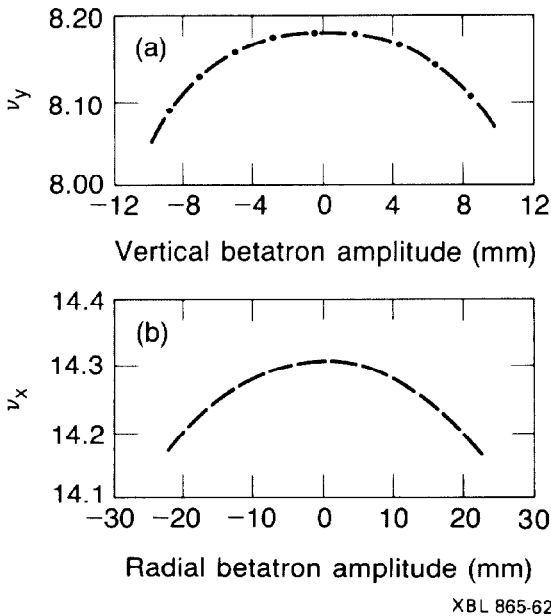 8.20
(a)
νy
8.10
8.00
−12 −8 −4 0 4 8 12
Vertical betatron amplitude (mm)
14.4
(b)
14.3
νx
14.2
14.1
−30 −20 −10 0 10 20 30
Radial betatron amplitude (mm)
XBL 865-62